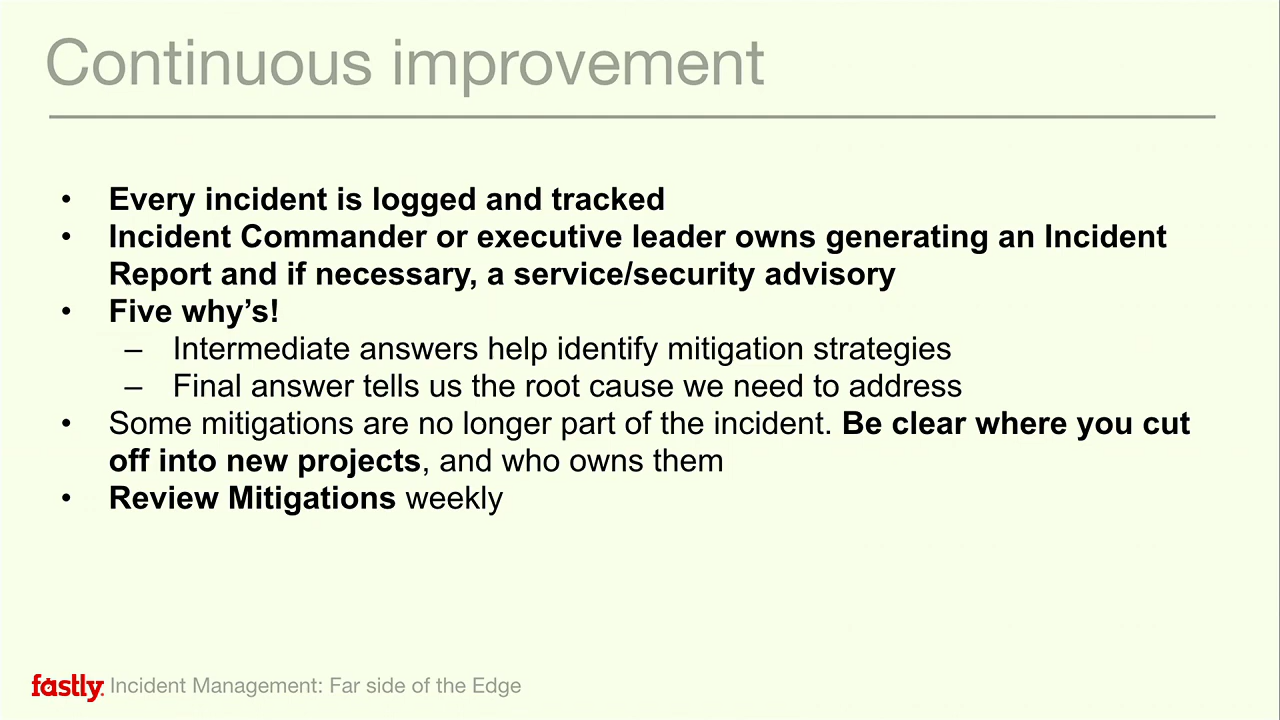 Continuous improvement
• Every incident is logged and tracked
• Incident Commander or executive leader owns generating an Incident
Report and if necessary, a service/security advisory
• Five why’s!
– Intermediate answers help identify mitigation strategies
– Final answer tells us the root cause we need to address
• Some mitigations are no longer part of the incident. Be clear where you cut
off into new projects, and who owns them
• Review Mitigations weekly
fastly. Incident Management: Far side of the Edge